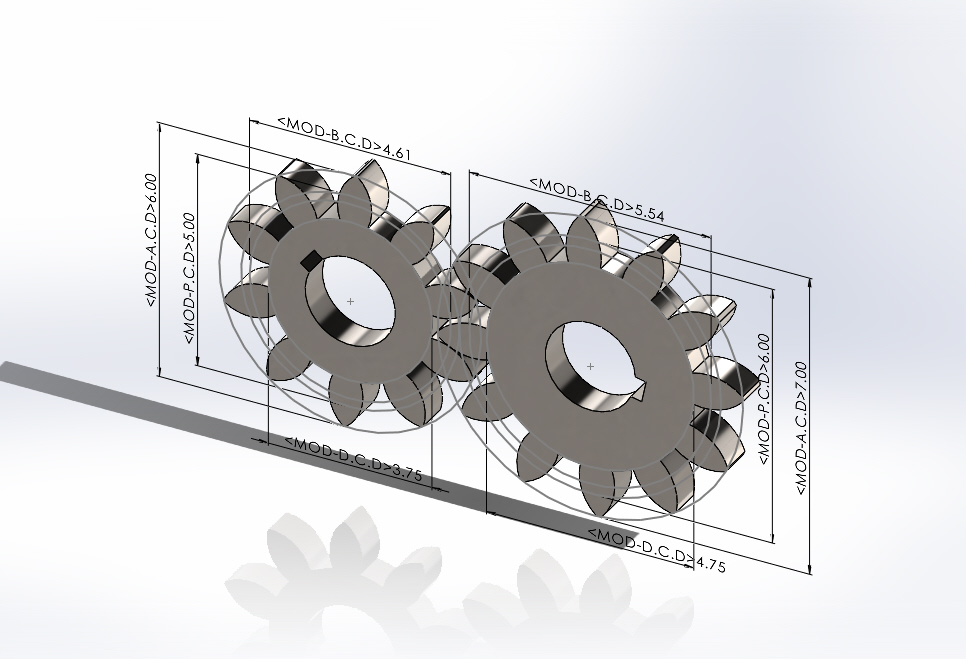 <MOD-B.C.D>4.61
<MOD-B.C.D>5.54
<MOD-A.C.D>6.00
<MOD-P.C.D>5.00
<MOD-P.C.D>6.00
<MOD-A.C.D>7.00
<MOD-D.C.D>3.75
<MOD-D.C.D>4.75